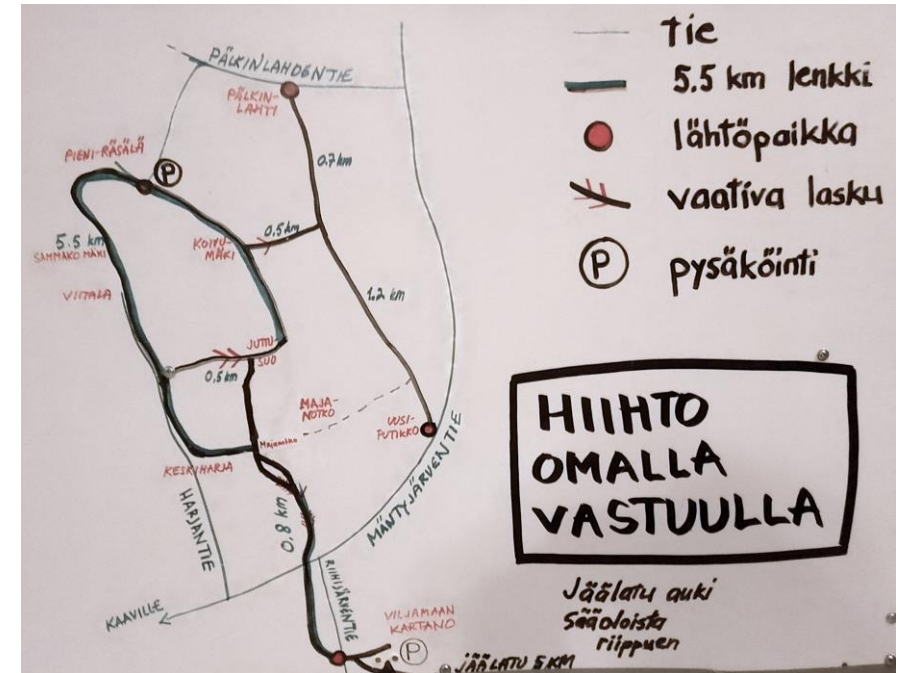 PÄLKINLAHDENTIE
PÄLKIN-
LAHTI
PIENI-RÄSÄLÄ
P
0.7 km
5.5 km
SAMMAKO MÄKI
KOIVU-
MÄKI
0.5 km
VIITALA
1.2 km
JUTTU
SUO
0,5 km
MAJA-
NOTKO
UUSI-
PUTIKKO
Majanotko
KESKIHARJA
HARJANTIE
0.8 km
MÄNTYJÄRVENTIE
RIIHIJÄRVENTIE
KAAVILLE
VILJAMAAN
KARTANO
P
JÄÄLATU 5 KM
tie
5.5 km lenkki
lähtöpaikka
vaativa lasku
P pysäköinti
HIIHTO
OMALLA
VASTUULLA
Jäälatu auki
Sääoloista
riippuen